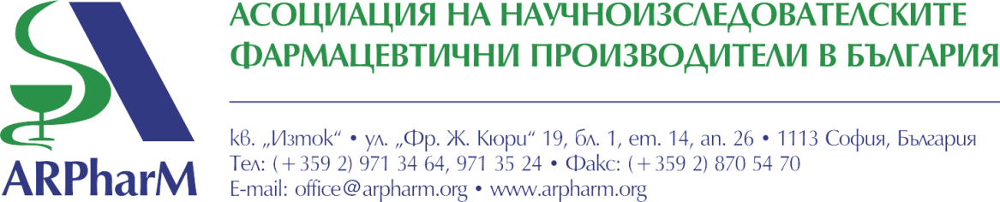 АСОЦИАЦИЯ НА НАУЧНОИЗСЛЕДОВАТЕЛСКИТЕ
ФАРМАЦЕВТИЧНИ ПРОИЗВОДИТЕЛИ В БЪЛГАРИЯ
кв. „Изток“ • ул. „Фр. Ж. Кюри“ 19, бл. 1, ет. 14, ап. 26 • 1113 София, България
Тел: (+359 2) 971 34 64, 971 35 24 • Факс: (+359 2) 870 54 70
E-mail: office@arpharm.org • www.arpharm.org
ARPharM